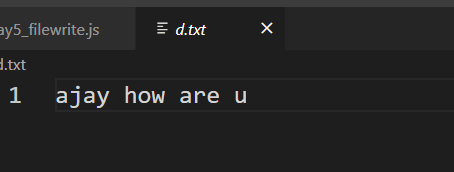 ay5_filewrite.js
d.txt
d.txt
1 ajay how are u